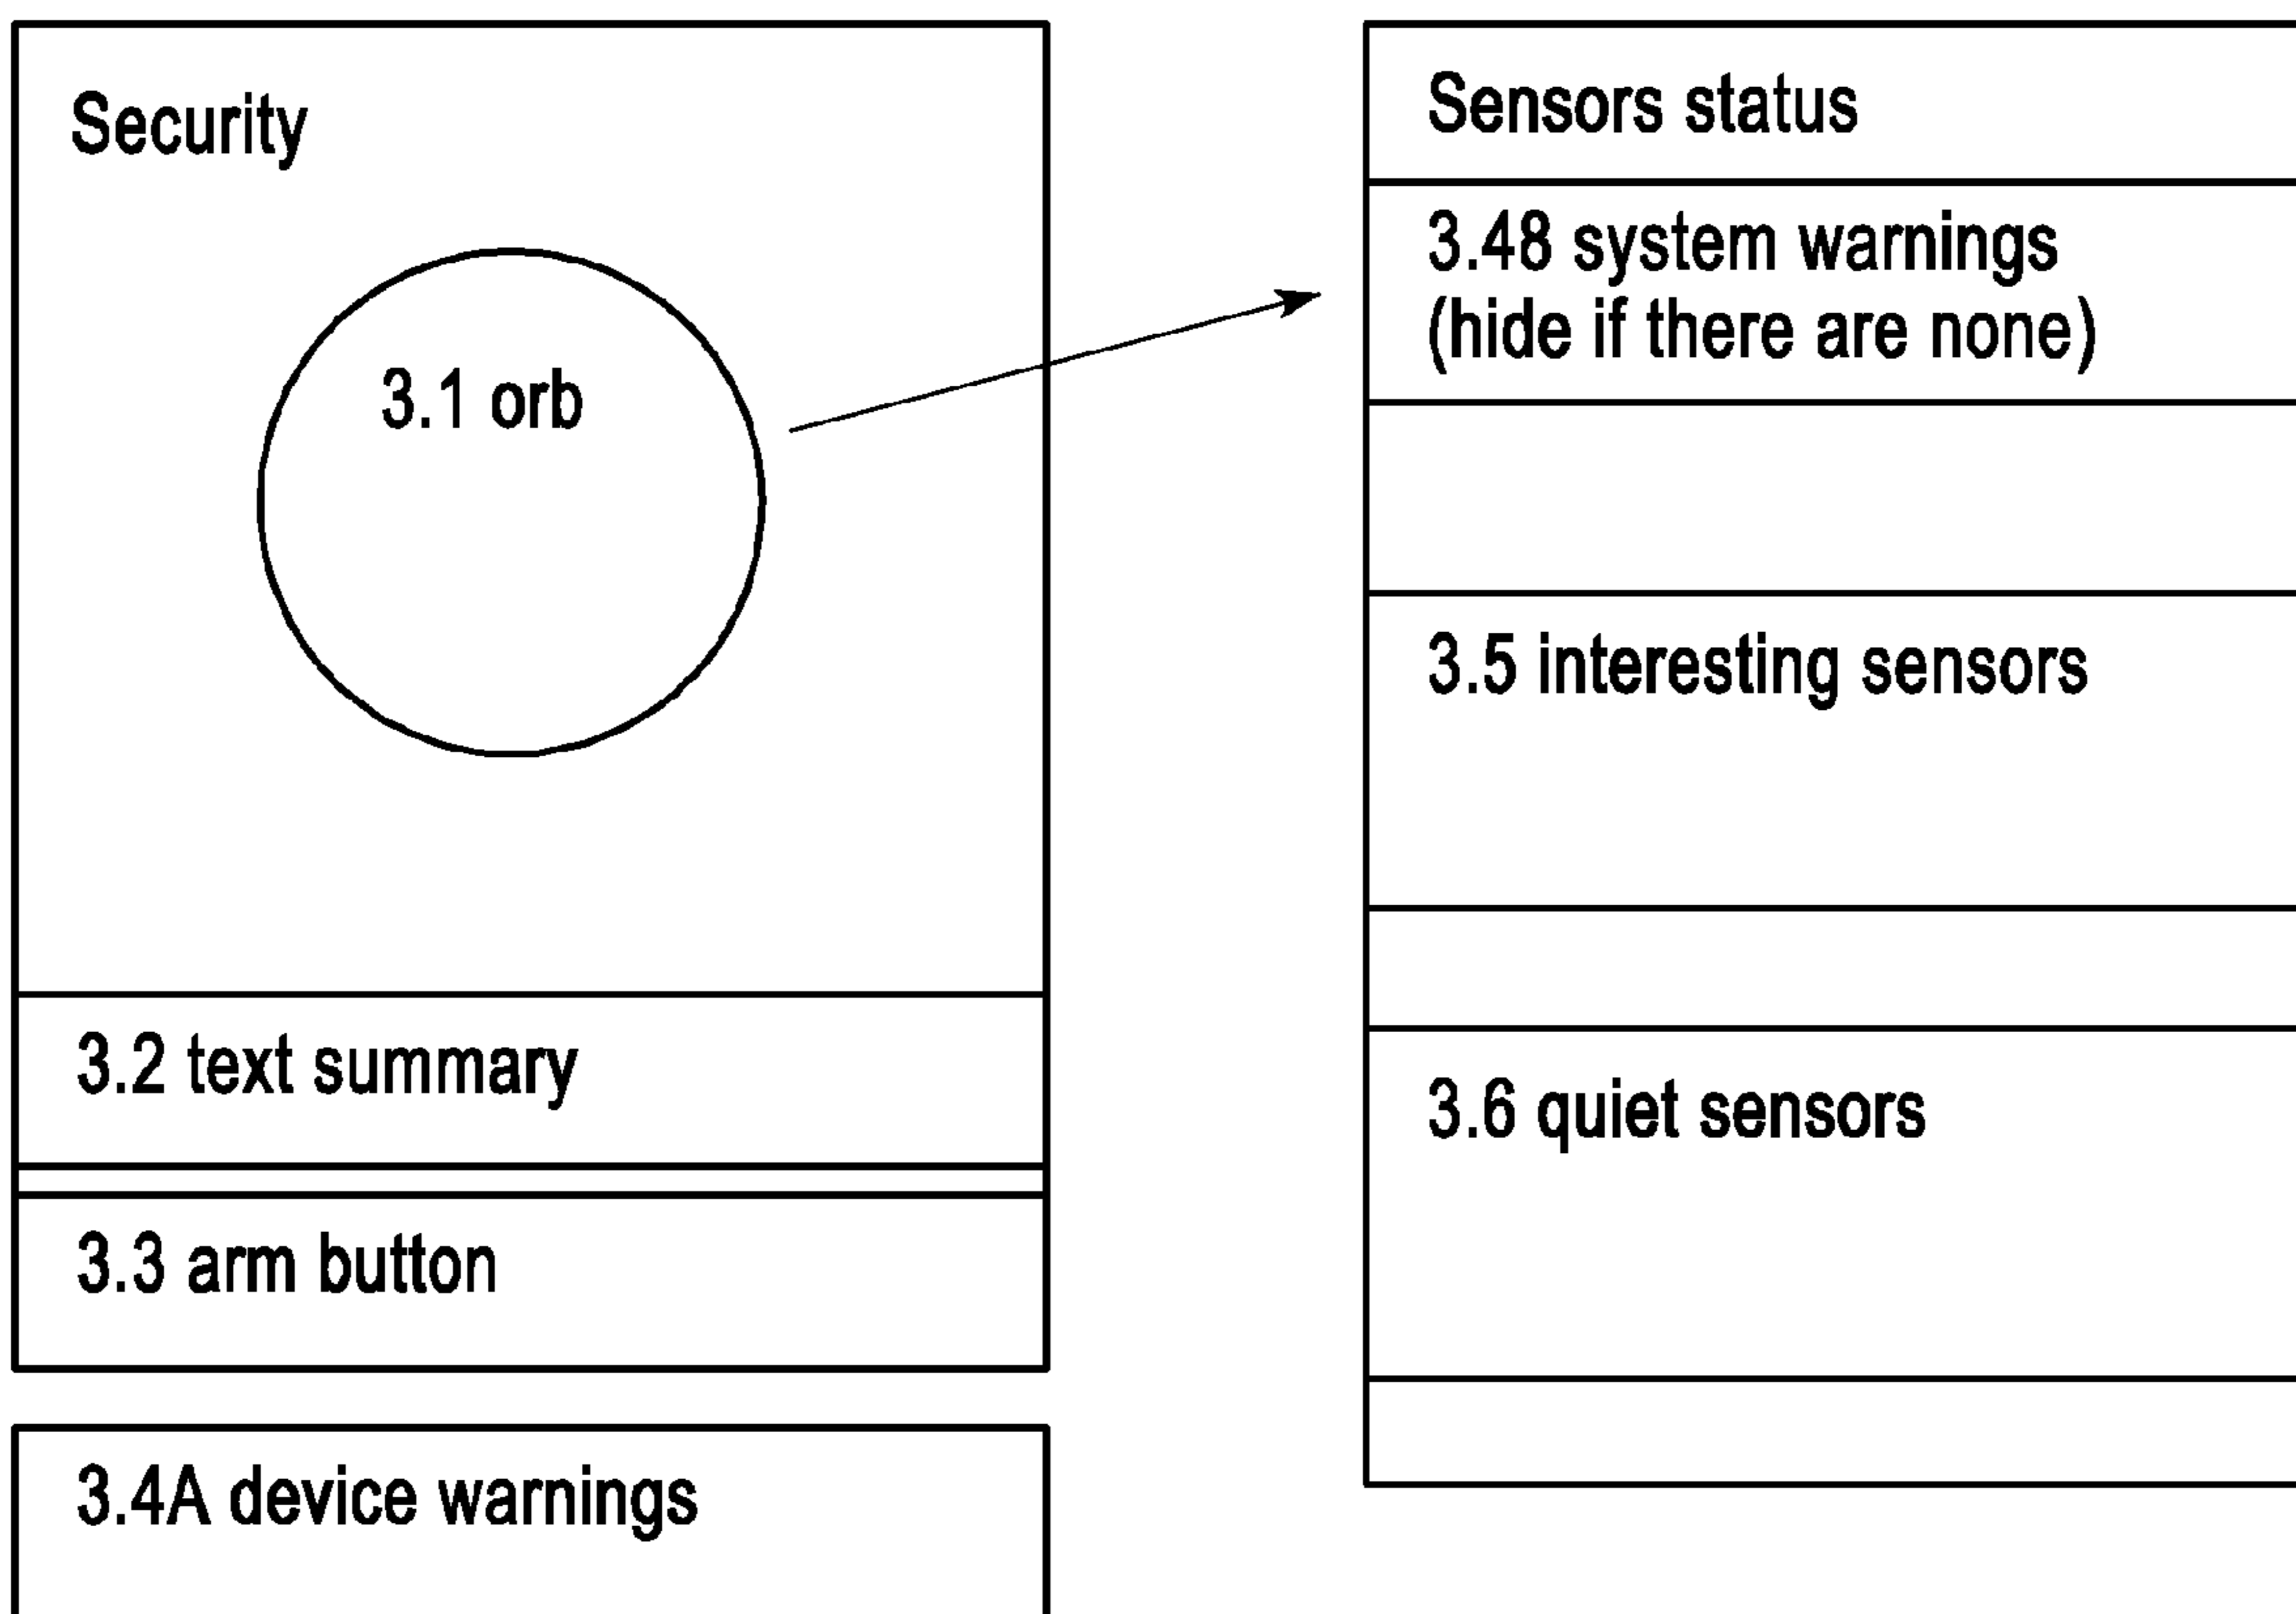 Security
3.1 orb
3.2 text summary
3.3 arm button
3.4A device warnings
Sensors status
3.48 system warnings
(hide if there are none)
3.5 interesting sensors
3.6 quiet sensors